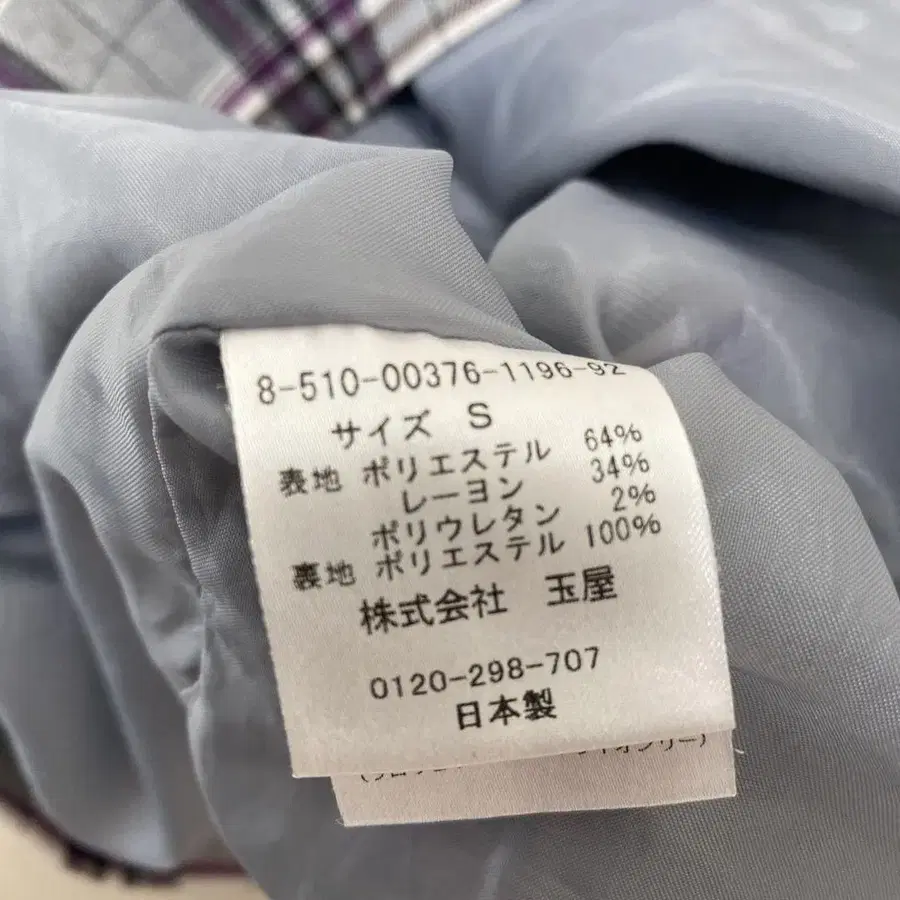 8-510-00376-1196-92
サイズ S
表地 ポリエステル 64%
レーヨン 34%
ポリウレタン 2%
裏地 ポリエステル 100%
株式会社 玉屋
0120-298-707
日本製